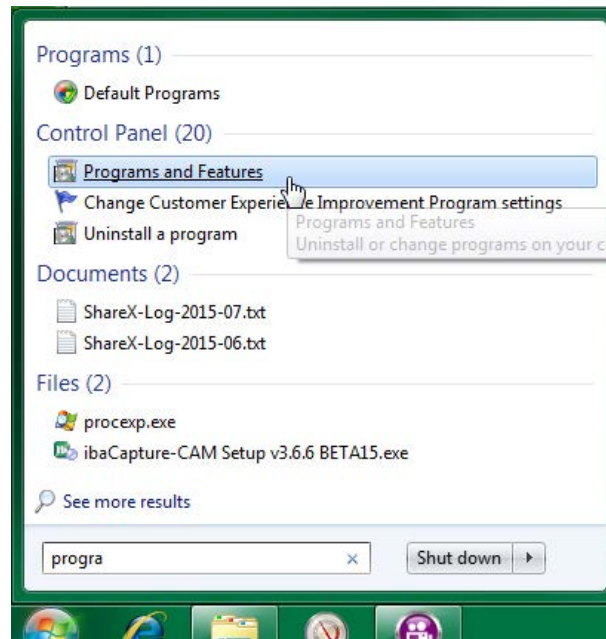 Programs (1)
Default Programs
Control Panel (20)
Programs and Features
Change Customer Experience Improvement Program settings
Programs and Features
Uninstall a program
Uninstall or change programs on your c
Documents (2)
ShareX-Log-2015-07.txt
ShareX-Log-2015-06.txt
Files (2)
procexp.exe
ibaCapture-CAM Setup v3.6.6 BETA15.exe
See more results
progra
Shut down